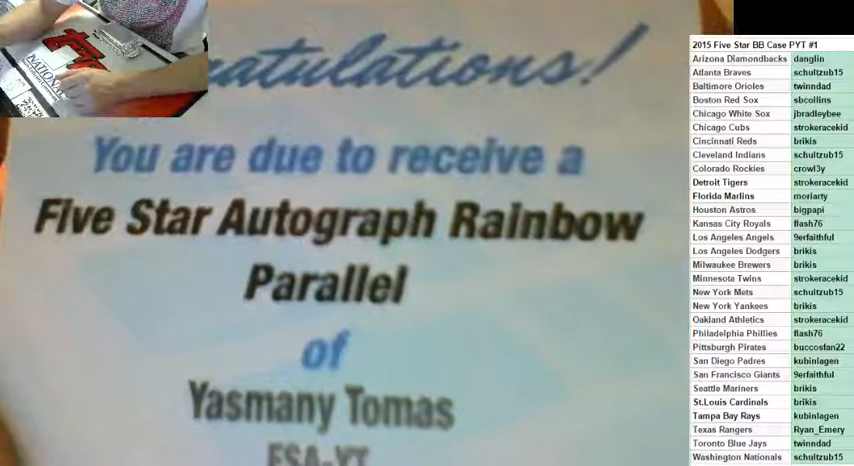 NATIONAL
ratulations!
You are due to receive a
Five Star Autograph Rainbow
Parallel
of
Yasmany Tomas
FSA-YT
2015 Five Star BB Case PYT #1
Arizona Diamondbacks danglin
Atlanta Braves schultzub15
Baltimore Orioles twinndad
Boston Red Sox sbcollins
Chicago White Sox jbradleybee
Chicago Cubs strokeracekid
Cincinnati Reds brikis
Cleveland Indians schultzub15
Colorado Rockies crowl3y
Detroit Tigers strokeracekid
Florida Marlins moriarty
Houston Astros bigpapi
Kansas City Royals flash76
Los Angeles Angels 9erfaithful
Los Angeles Dodgers brikis
Milwaukee Brewers brikis
Minnesota Twins strokeracekid
New York Mets schultzub15
New York Yankees brikis
Oakland Athletics strokeracekid
Philadelphia Phillies flash76
Pittsburgh Pirates buccosfan22
San Diego Padres kubinlagen
San Francisco Giants 9erfaithful
Seattle Mariners brikis
St.Louis Cardinals brikis
Tampa Bay Rays kubinlagen
Texas Rangers Ryan_Emery
Toronto Blue Jays twinndad
Washington Nationals schultzub15